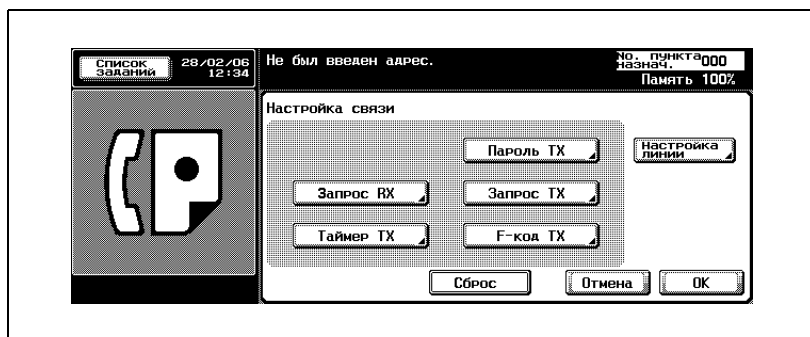 Список
заданий
28/02/06
12:34
Не был введен адрес.
No. пункта
назнач.
000
Память 100%
Настройка связи
Пароль TX
Настройка
линии
Запрос RX
Запрос TX
Таймер TX
F-код TX
Сброс
Отмена
OK